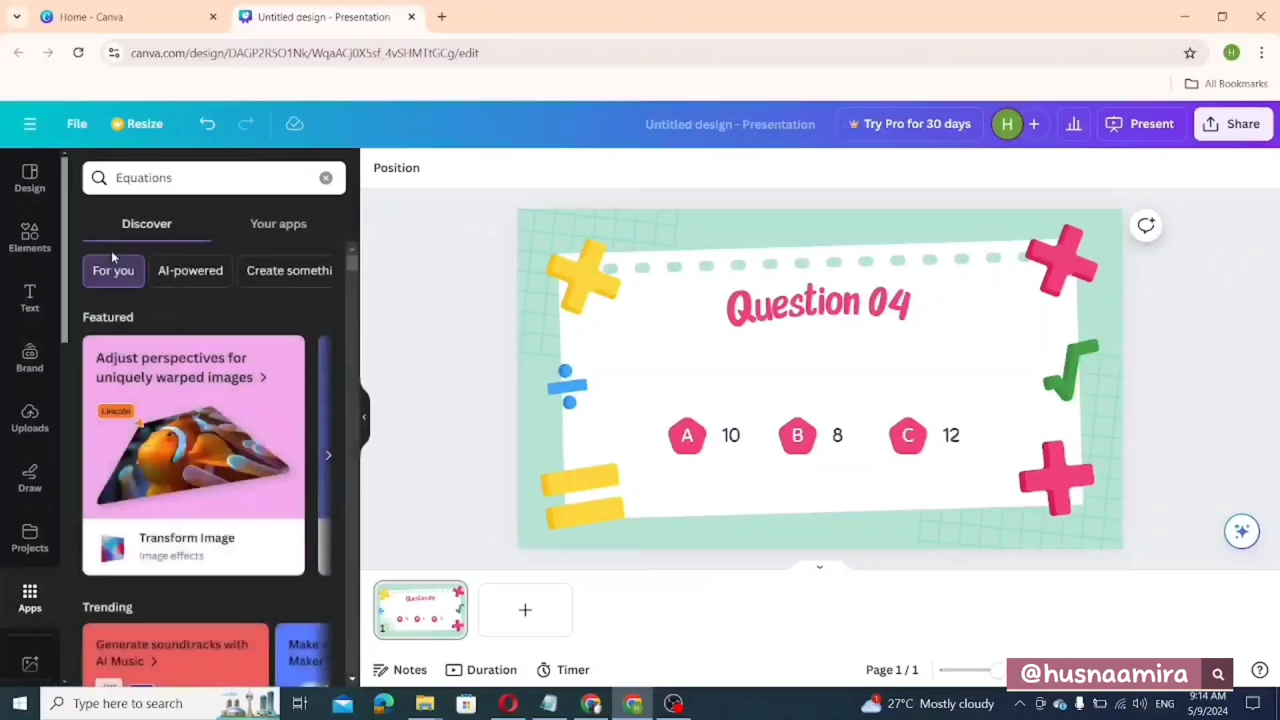 Home - Canva
Untitled design - Presentation
canva.com/design/DAGP2R5O1Nk/WqaACj0X5sf_4vSHMTtGCg/edit
H
All Bookmarks
File
Resize
Untitled design - Presentation
Try Pro for 30 days
H
Present
Share
Design
Elements
Text
Brand
Uploads
Draw
Projects
Apps
Equations
Discover
Your apps
For you
AI-powered
Create somethi
Featured
Adjust perspectives for
uniquely warped images
Lincole
Transform Image
Image effects
Trending
Generate soundtracks with
AI Music
Make
Maker
Position
Question 04
A 10 B 8 C 12
1
Notes
Duration
Timer
Page 1 / 1
@husnaamira
Type here to search
27°C Mostly cloudy
ENG
9:14 AM
5/9/2024